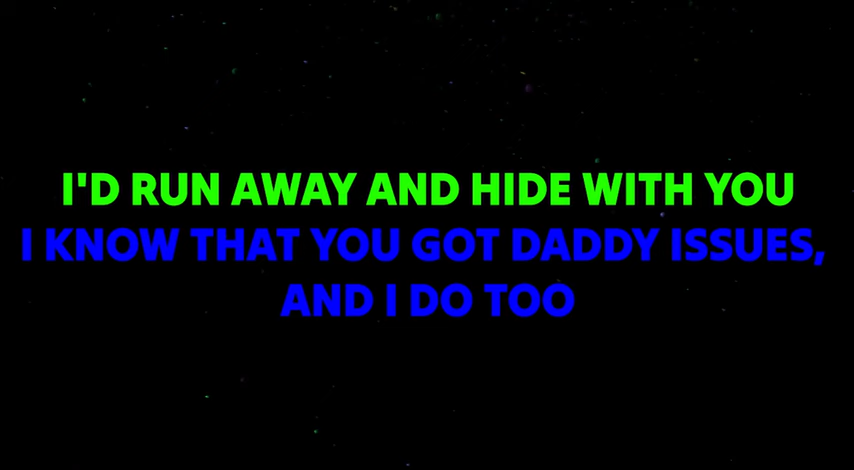 I'D RUN AWAY AND HIDE WITH YOU
I KNOW THAT YOU GOT DADDY ISSUES,
AND I DO TOO